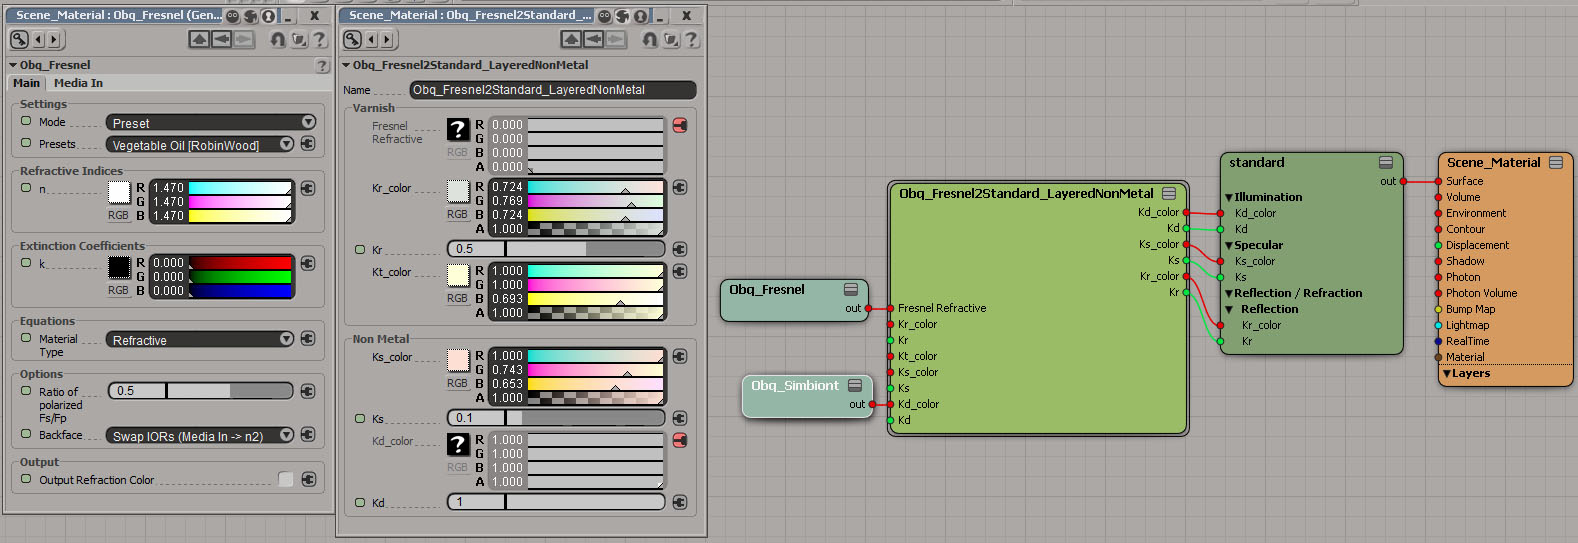 Scene_Material : Obq_Fresnel (Gen...
X
?
Obq_Fresnel
?
Main
Media In
Settings
Mode
Preset
Presets
Vegetable Oil [RobinWood]
Refractive Indices
n
R 1.470
G 1.470
RGB B 1.470
Extinction Coefficients
k
R 0.000
G 0.000
RGB B 0.000
Equations
Material
Type
Refractive
Options
Ratio of
polarized
Fs/Fp
0.5
Backface
Swap IORs (Media In -> n2)
Output
Output Refraction Color
Scene_Material : Obq_Fresnel2Standard_...
X
?
Obq_Fresnel2Standard_LayeredNonMetal
Name
Obq_Fresnel2Standard_LayeredNonMetal
Varnish
Fresnel
Refractive
?
R 0.000
G 0.000
RGB B 0.000
A 0.000
Kr_color
R 0.724
G 0.769
RGB B 0.724
A 1.000
Kr
0.5
Kt_color
R 1.000
G 1.000
RGB B 0.693
A 1.000
Non Metal
Ks_color
R 1.000
G 0.743
RGB B 0.653
A 1.000
Ks
0.1
Kd_color
?
R 1.000
G 1.000
RGB B 1.000
A 1.000
Kd
1
Obq_Fresnel
out
Obq_Simbiont
out
Obq_Fresnel2Standard_LayeredNonMetal
Kd_color
Kd
Ks_color
Ks
Kr_color
Kr
Fresnel Refractive
Kr_color
Kr
Kt_color
Ks_color
Ks
Kd_color
Kd
standard
out
Illumination
Kd_color
Kd
Specular
Ks_color
Ks
Reflection / Refraction
Reflection
Kr_color
Kr
Scene_Material
Surface
Volume
Environment
Contour
Displacement
Shadow
Photon
Photon Volume
Bump Map
Lightmap
RealTime
Material
Layers